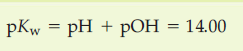 pKw = pH + pOH = 14.00